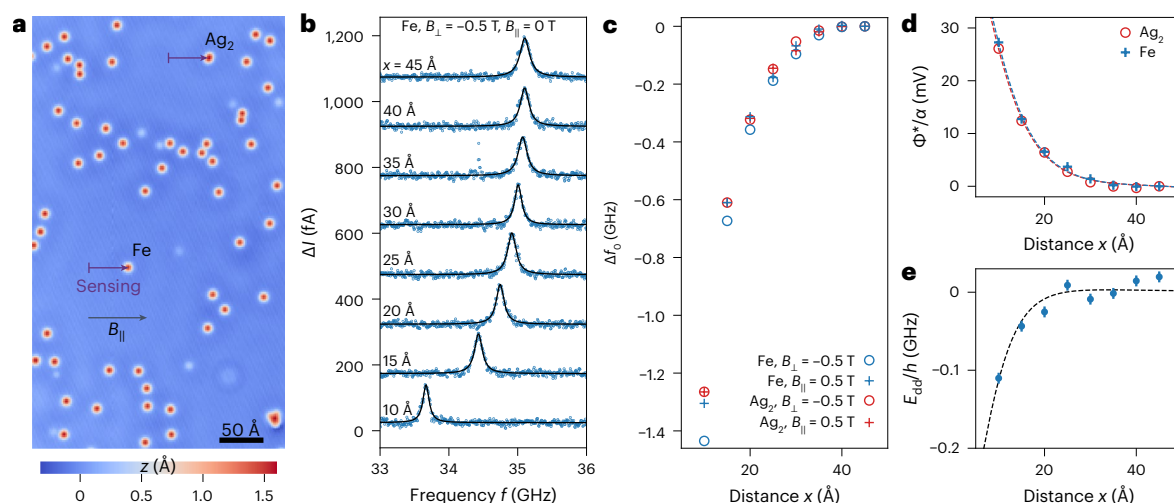 a
Ag2
Fe
Sensing
B||
50 Å
z (Å)
0 0.5 1.0 1.5
b
Fe, B⊥ = −0.5 T, B|| = 0 T
1,200
1,000
800
600
400
200
0
ΔI (fA)
x = 45 Å
40 Å
35 Å
30 Å
25 Å
20 Å
15 Å
10 Å
33 34 35 36
Frequency f (GHz)
c
0
−0.2
−0.4
−0.6
−0.8
−1.0
−1.2
−1.4
Δf0 (GHz)
Fe, B⊥ = −0.5 T
Fe, B|| = 0.5 T
Ag2, B⊥ = −0.5 T
Ag2, B|| = 0.5 T
20 40
Distance x (Å)
d
Ag2
Fe
30
20
10
0
Φ*/α (mV)
20 40
Distance x (Å)
e
0
−0.1
−0.2
Edd/h (GHz)
20 40
Distance x (Å)